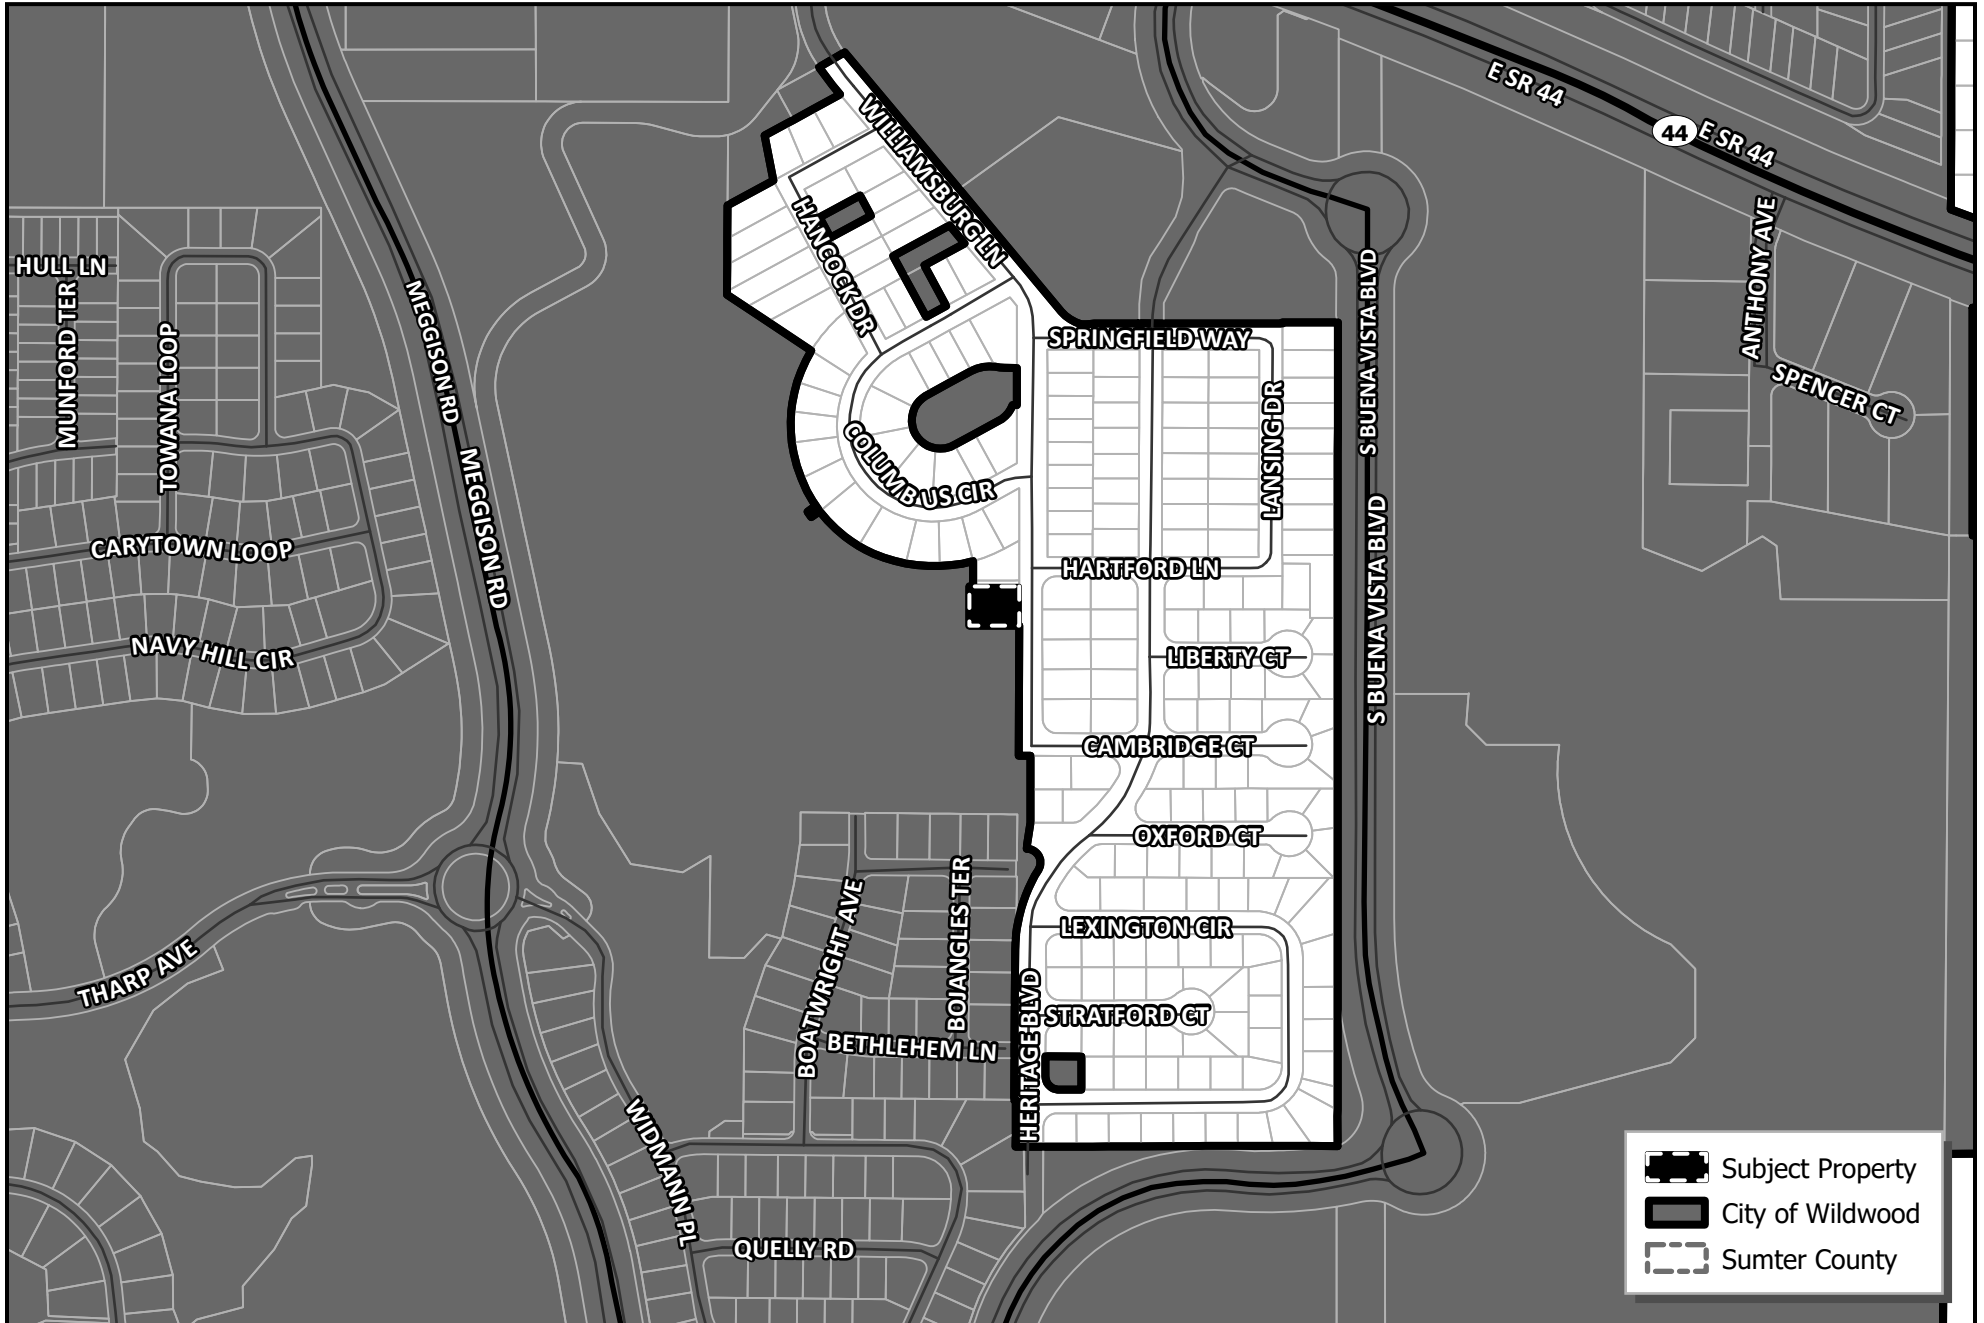 E SR 44
44
E SR 44
WILLIAMSBURG LN
HANCOCK DR
ANTHONY AVE
HULL LN
MUNFORD TER
TOWANA LOOP
MEGGISON RD
S BUENA VISTA BLVD
SPRINGFIELD WAY
SPENCER CT
LANSING DR
COLUMBUS CIR
MEGGISON RD
S BUENA VISTA BLVD
CARYTOWN LOOP
HARTFORD LN
NAVY HILL CIR
LIBERTY CT
CAMBRIDGE CT
OXFORD CT
BOATWRIGHT AVE
BOJANGLES TER
LEXINGTON CIR
THARP AVE
HERITAGE BLVD
STRATFORD CT
BETHLEHEM LN
WIDMANN PL
QUELLY RD
Subject Property
City of Wildwood
Sumter County